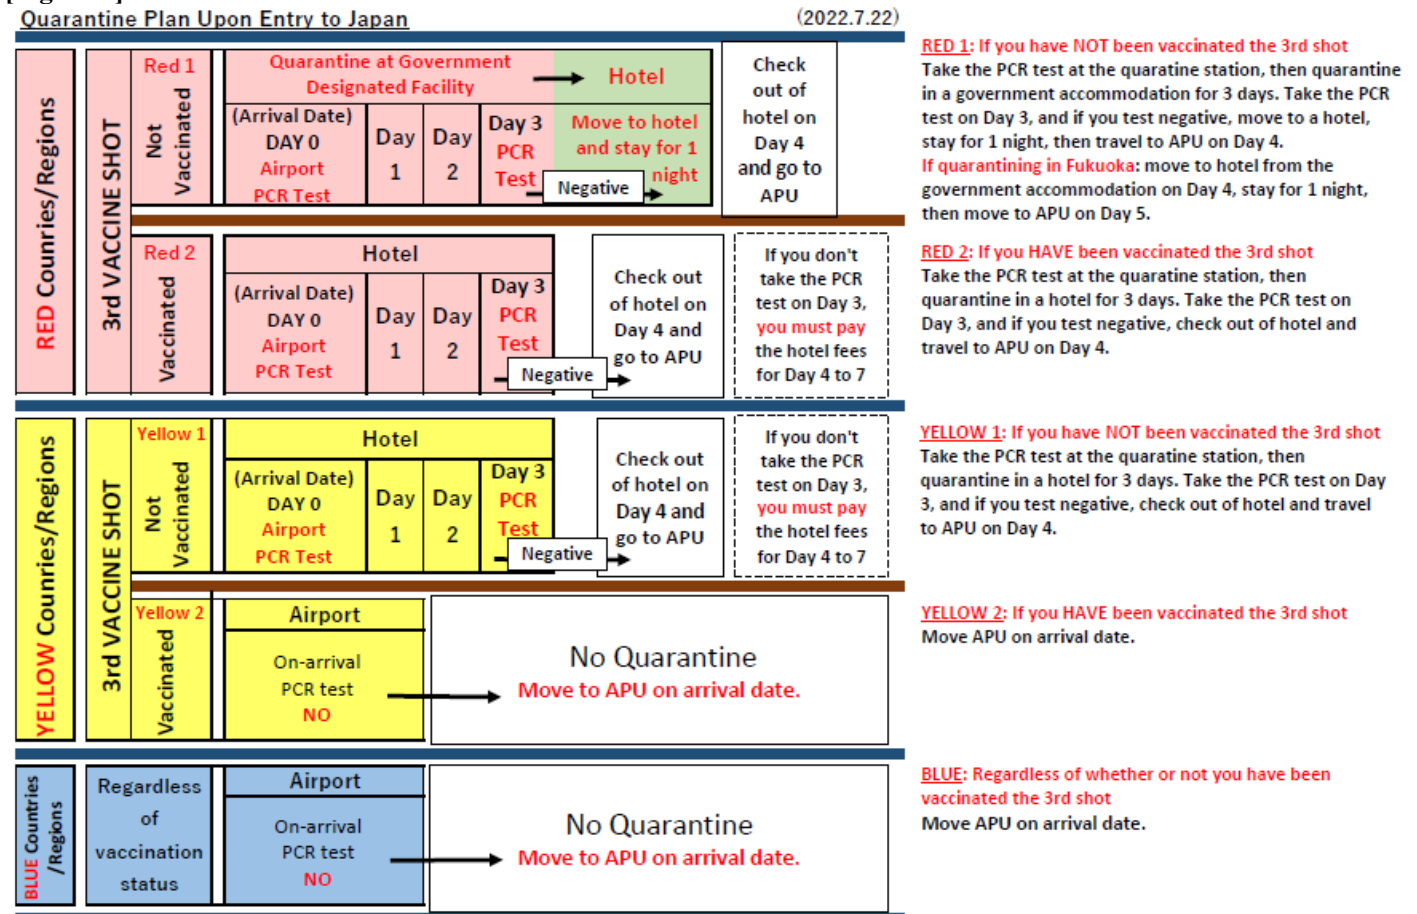 Quarantine Plan Upon Entry to Japan
(2022.7.22)
RED Counries/Regions
3rd VACCINE SHOT
Red 1
Not
Vaccinated
Quarantine at Government
Designated Facility
Hotel
(Arrival Date)
DAY 0
Airport
PCR Test
Day
1
Day
2
Day 3
PCR
Test
Negative
Move to hotel
and stay for 1
night
Check
out of
hotel on
Day 4
and go to
APU
Red 2
Vaccinated
Hotel
(Arrival Date)
DAY 0
Airport
PCR Test
Day
1
Day
2
Day 3
PCR
Test
Negative
Check out
of hotel on
Day 4 and
go to APU
If you don't
take the PCR
test on Day 3,
you must pay
the hotel fees
for Day 4 to 7
YELLOW Counries/Regions
3rd VACCINE SHOT
Yellow 1
Not
Vaccinated
Hotel
(Arrival Date)
DAY 0
Airport
PCR Test
Day
1
Day
2
Day 3
PCR
Test
Negative
Check out
of hotel on
Day 4 and
go to APU
If you don't
take the PCR
test on Day 3,
you must pay
the hotel fees
for Day 4 to 7
Yellow 2
Vaccinated
Airport
On-arrival
PCR test
NO
No Quarantine
Move to APU on arrival date.
BLUE Countries
/Regions
Regardless
of
vaccination
status
Airport
On-arrival
PCR test
NO
No Quarantine
Move to APU on arrival date.
RED 1: If you have NOT been vaccinated the 3rd shot
Take the PCR test at the quaratine station, then quarantine
in a government accommodation for 3 days. Take the PCR
test on Day 3, and if you test negative, move to a hotel,
stay for 1 night, then travel to APU on Day 4.
If quarantining in Fukuoka: move to hotel from the
government accommodation on Day 4, stay for 1 night,
then move to APU on Day 5.
RED 2: If you HAVE been vaccinated the 3rd shot
Take the PCR test at the quaratine station, then
quarantine in a hotel for 3 days. Take the PCR test on
Day 3, and if you test negative, check out of hotel and
travel to APU on Day 4.
YELLOW 1: If you have NOT been vaccinated the 3rd shot
Take the PCR test at the quaratine station, then
quarantine in a hotel for 3 days. Take the PCR test on Day
3, and if you test negative, check out of hotel and travel
to APU on Day 4.
YELLOW 2: If you HAVE been vaccinated the 3rd shot
Move APU on arrival date.
BLUE: Regardless of whether or not you have been
vaccinated the 3rd shot
Move APU on arrival date.